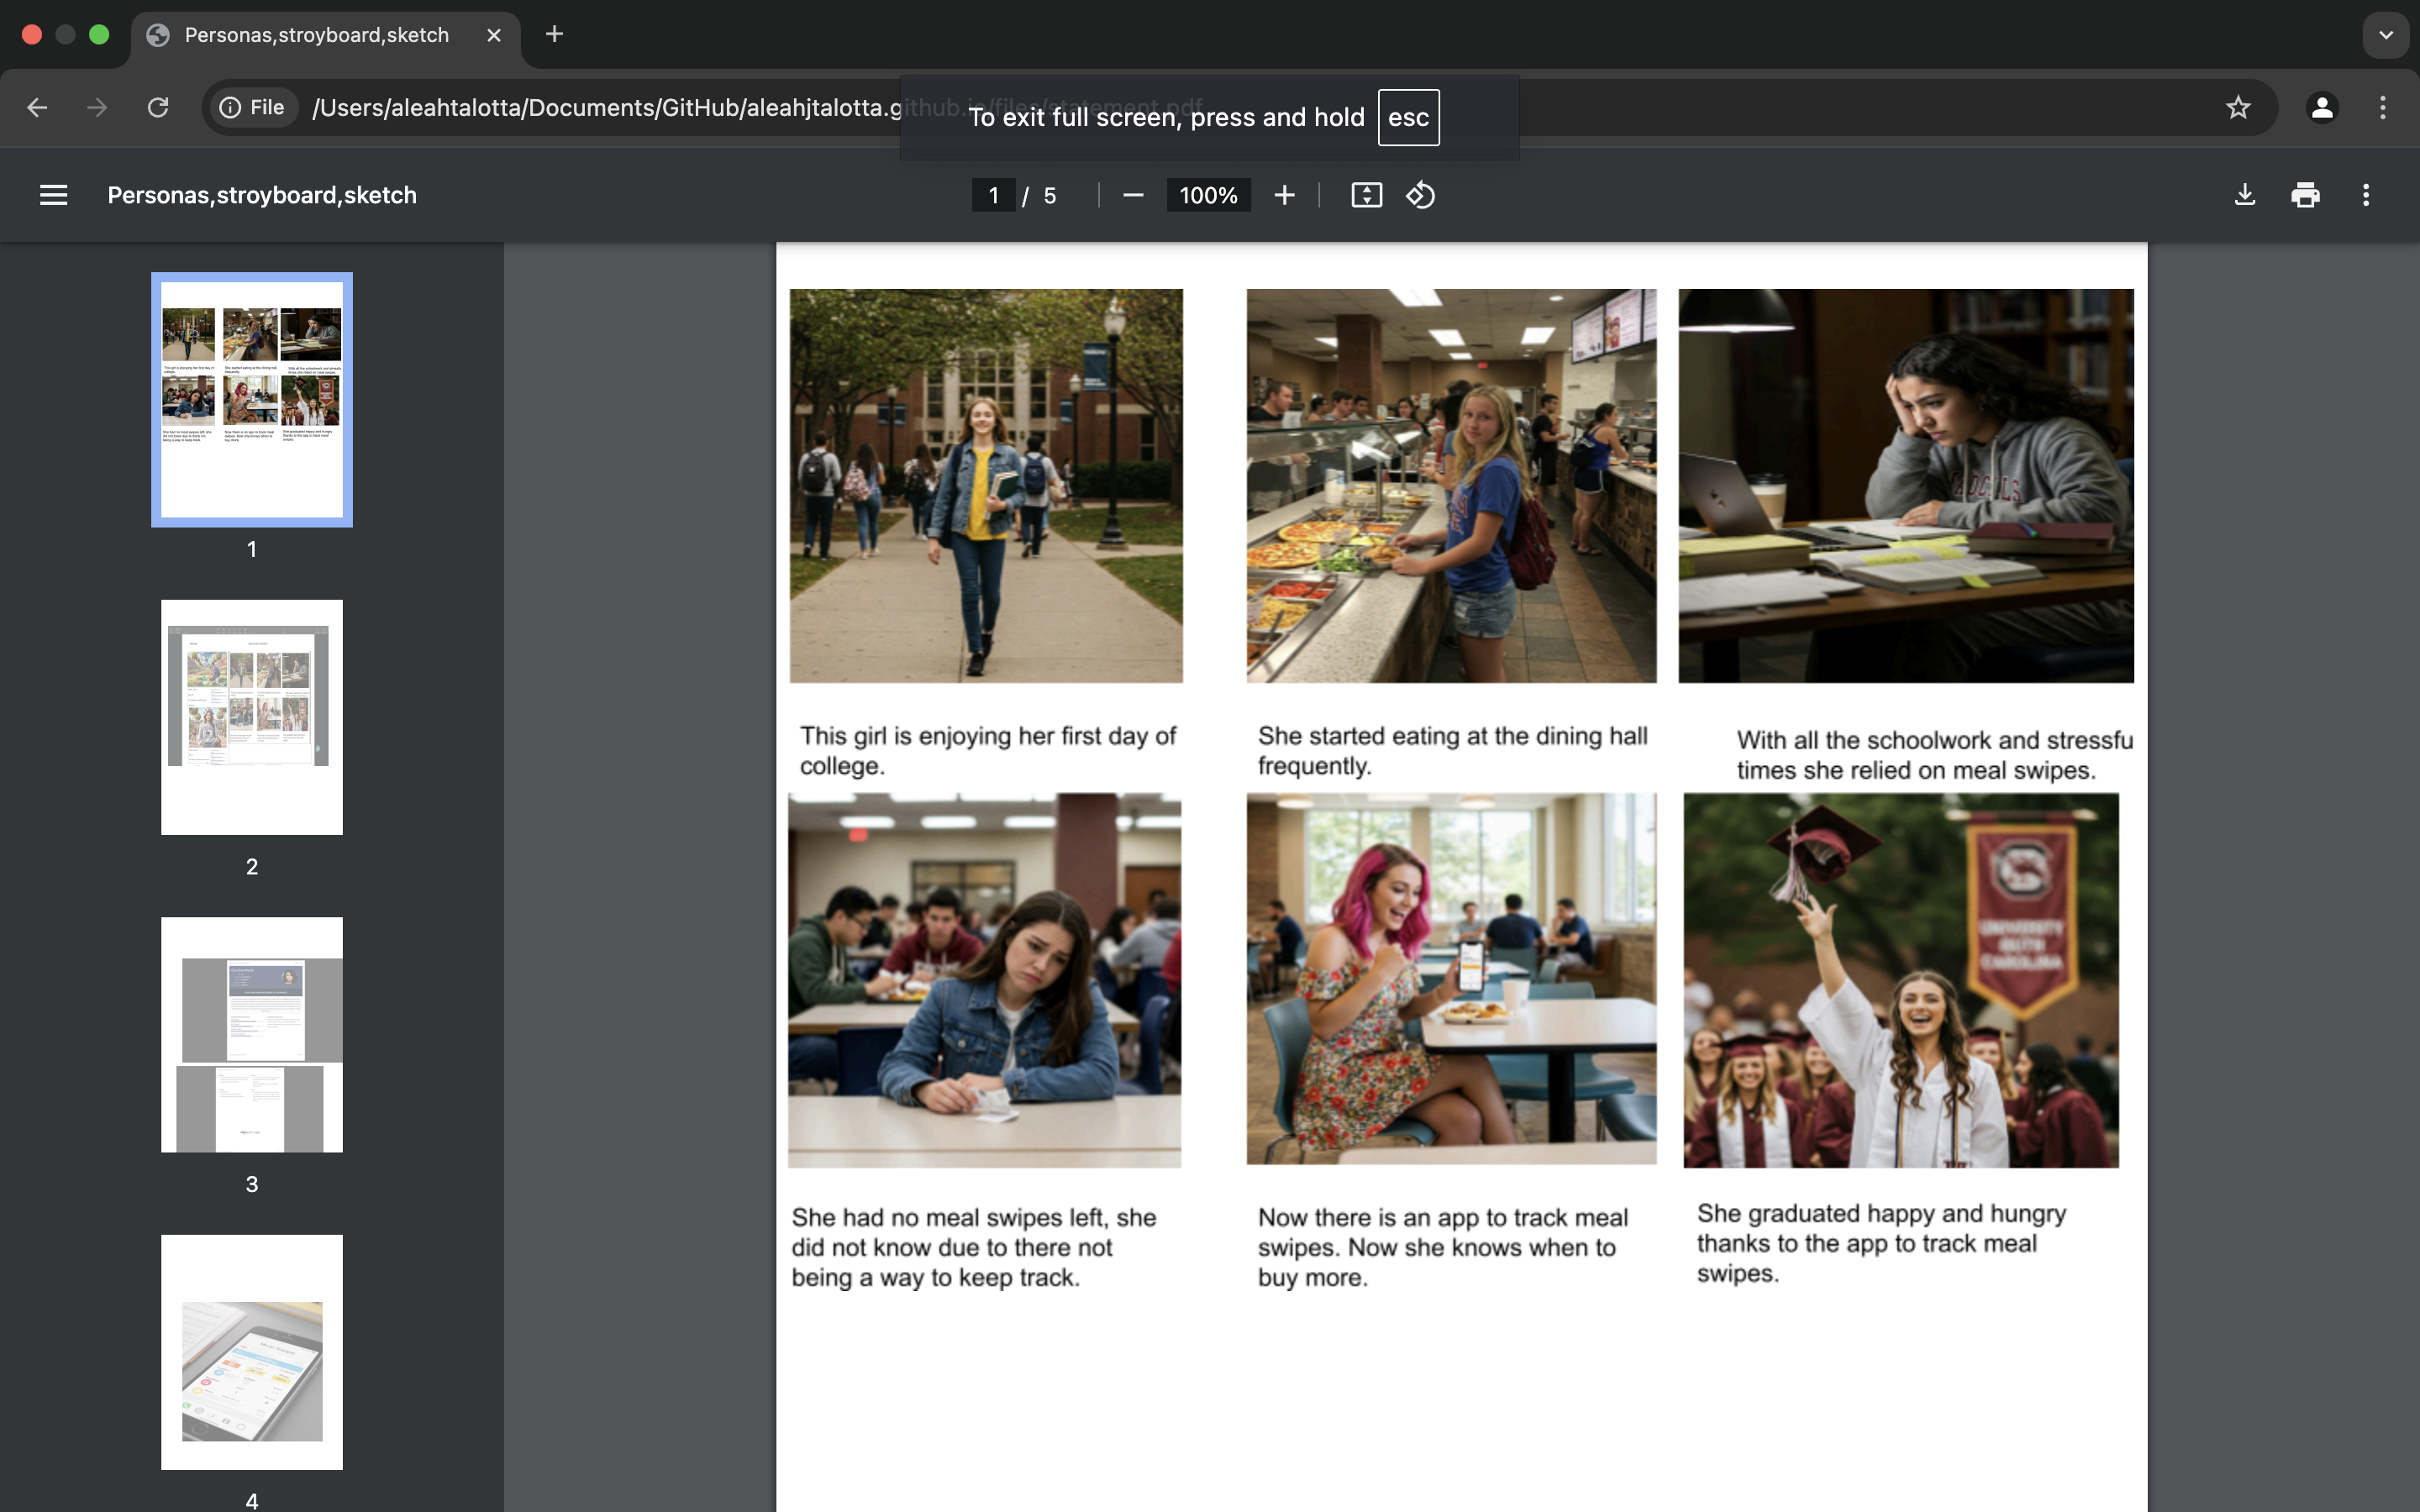 Personas,stroyboard,sketch
File
/Users/aleahtalotta/Documents/GitHub/aleahjtalotta.github.io/files/statement.pdf
To exit full screen, press and hold esc
Personas,stroyboard,sketch
1 / 5
100%
1
2
3
4
This girl is enjoying her first day of
college.
She started eating at the dining hall
frequently.
With all the schoolwork and stressfu
times she relied on meal swipes.
She had no meal swipes left, she
did not know due to there not
being a way to keep track.
Now there is an app to track meal
swipes. Now she knows when to
buy more.
UNIVERSITY
SOUTH
CAROLINA
She graduated happy and hungry
thanks to the app to track meal
swipes.